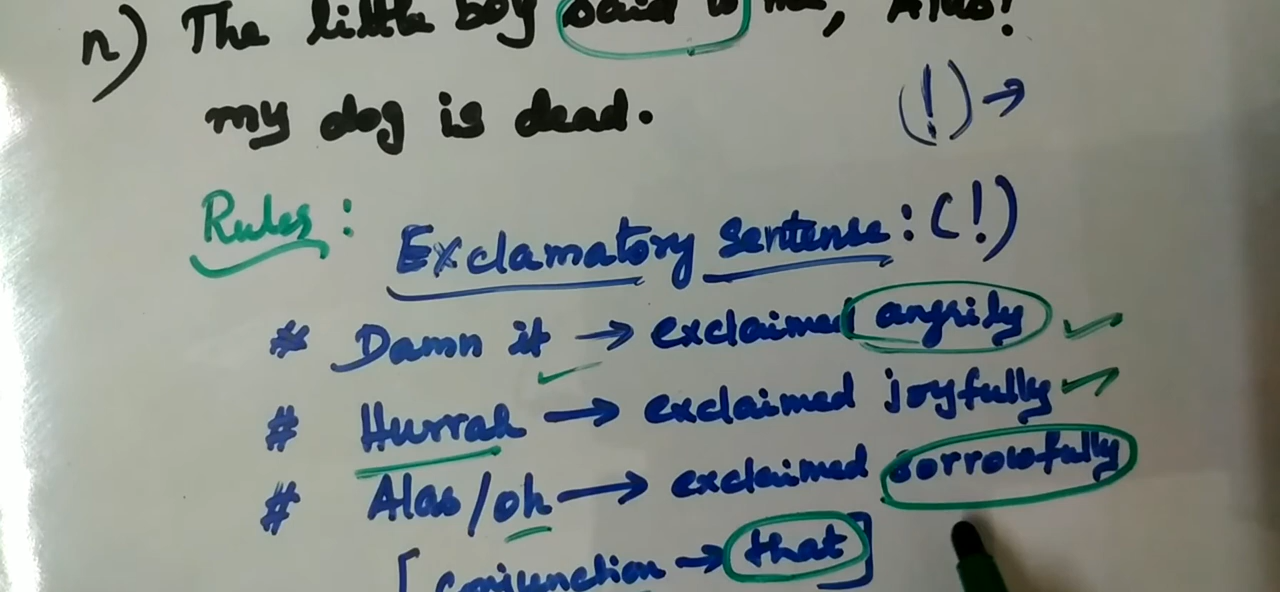 n) The little boy said to me, Alas!
my dog is dead.
(!) →
Rules :
Exclamatory sentense : (!)
# Damn it → exclaimed angrily ✓
# Hurrah → exclaimed joyfully ✓
# Alas/oh → exclaimed sorrowfully
[conjunction → that]